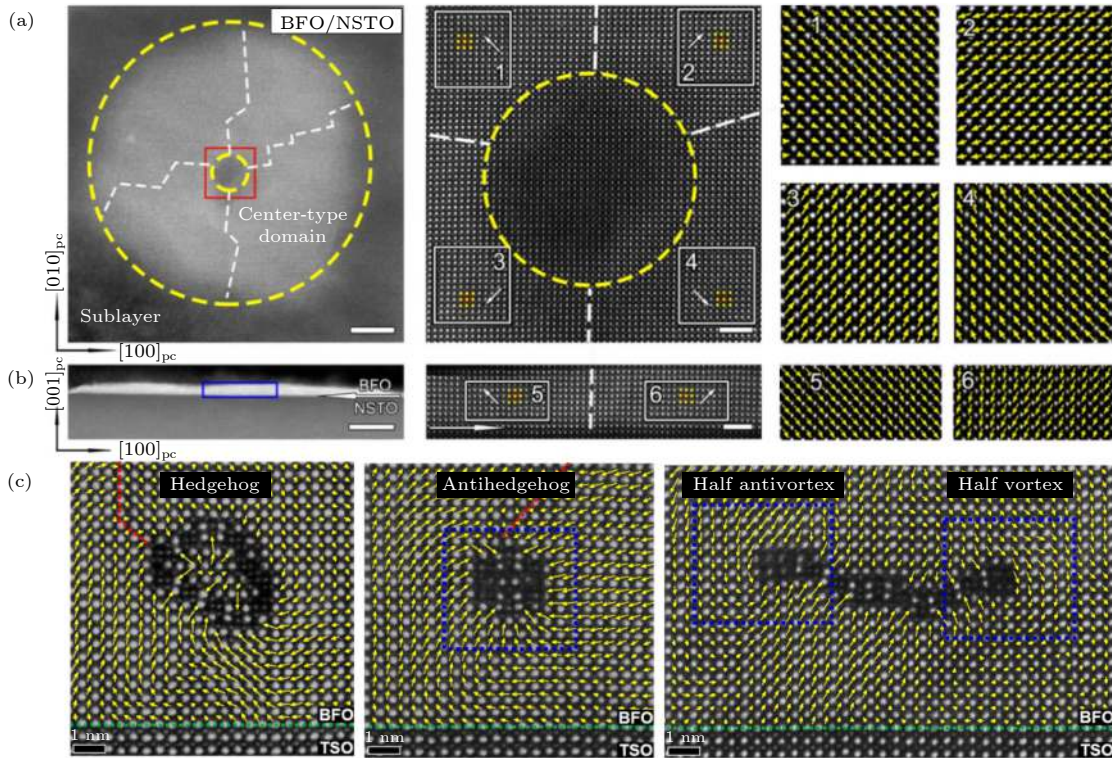 (a)
BFO/NSTO
Center-type
domain
Sublayer
[010]pc
[100]pc
1
2
3
4
1
2
3
4
(b)
[001]pc
[100]pc
BFO
NSTO
5
6
5
6
(c)
Hedgehog
BFO
1 nm
TSO
Antihedgehog
BFO
1 nm
TSO
Half antivortex
Half vortex
BFO
1 nm
TSO